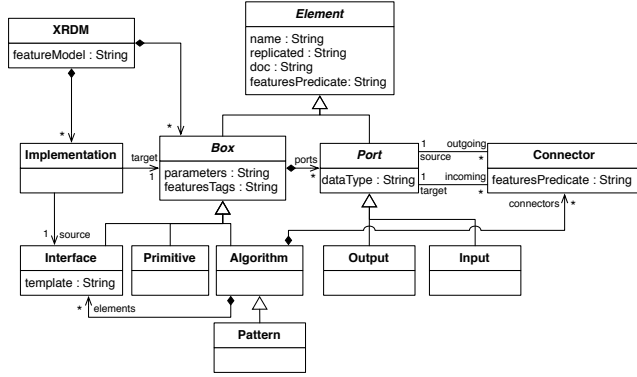 XRDM
featureModel : String
Element
name : String
replicated : String
doc : String
featuresPredicate: String
*
*
Implementation
target
1
Box
parameters : String
featuresTags : String
ports
*
Port
dataType : String
1 outgoing
source *
1 incoming
target *
Connector
featuresPredicate : String
connectors *
1 source
Interface
template : String
Primitive
Algorithm
Output
Input
* elements
Pattern